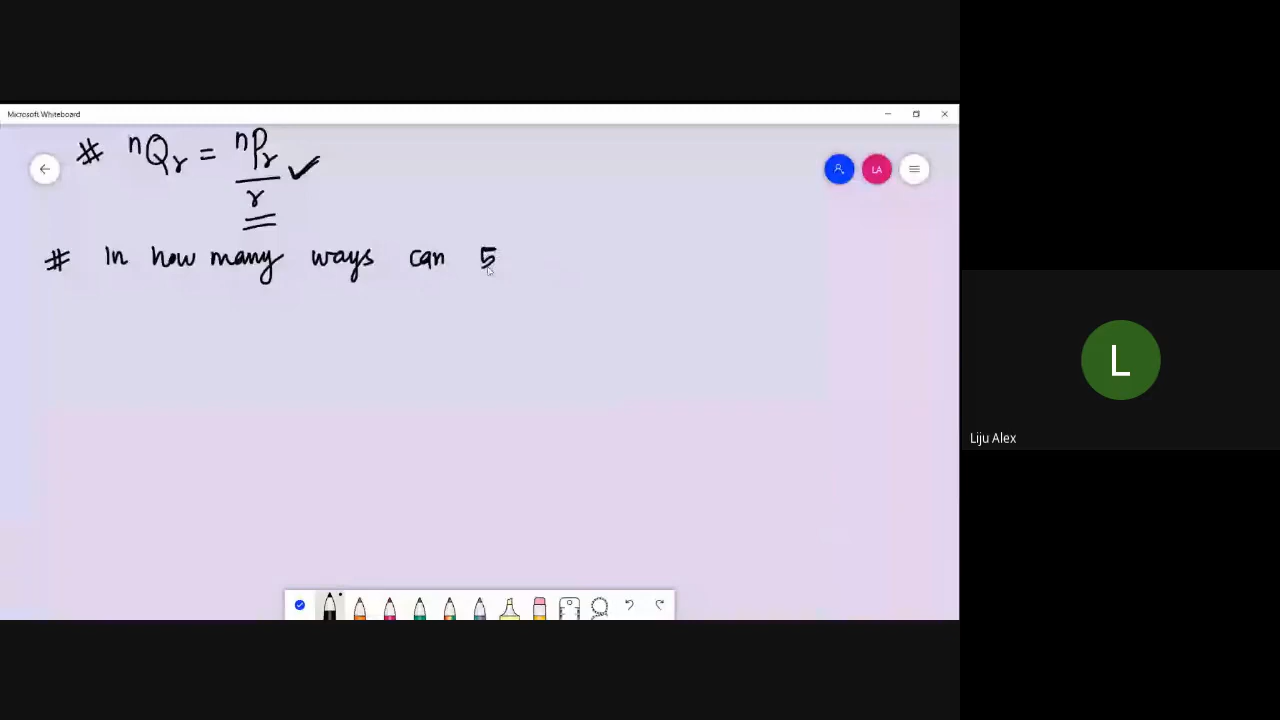 Microsoft Whiteboard
# ⁿQᵣ = ⁿPᵣ / r ✓
LA
# In how many ways can 5
L
Liju Alex